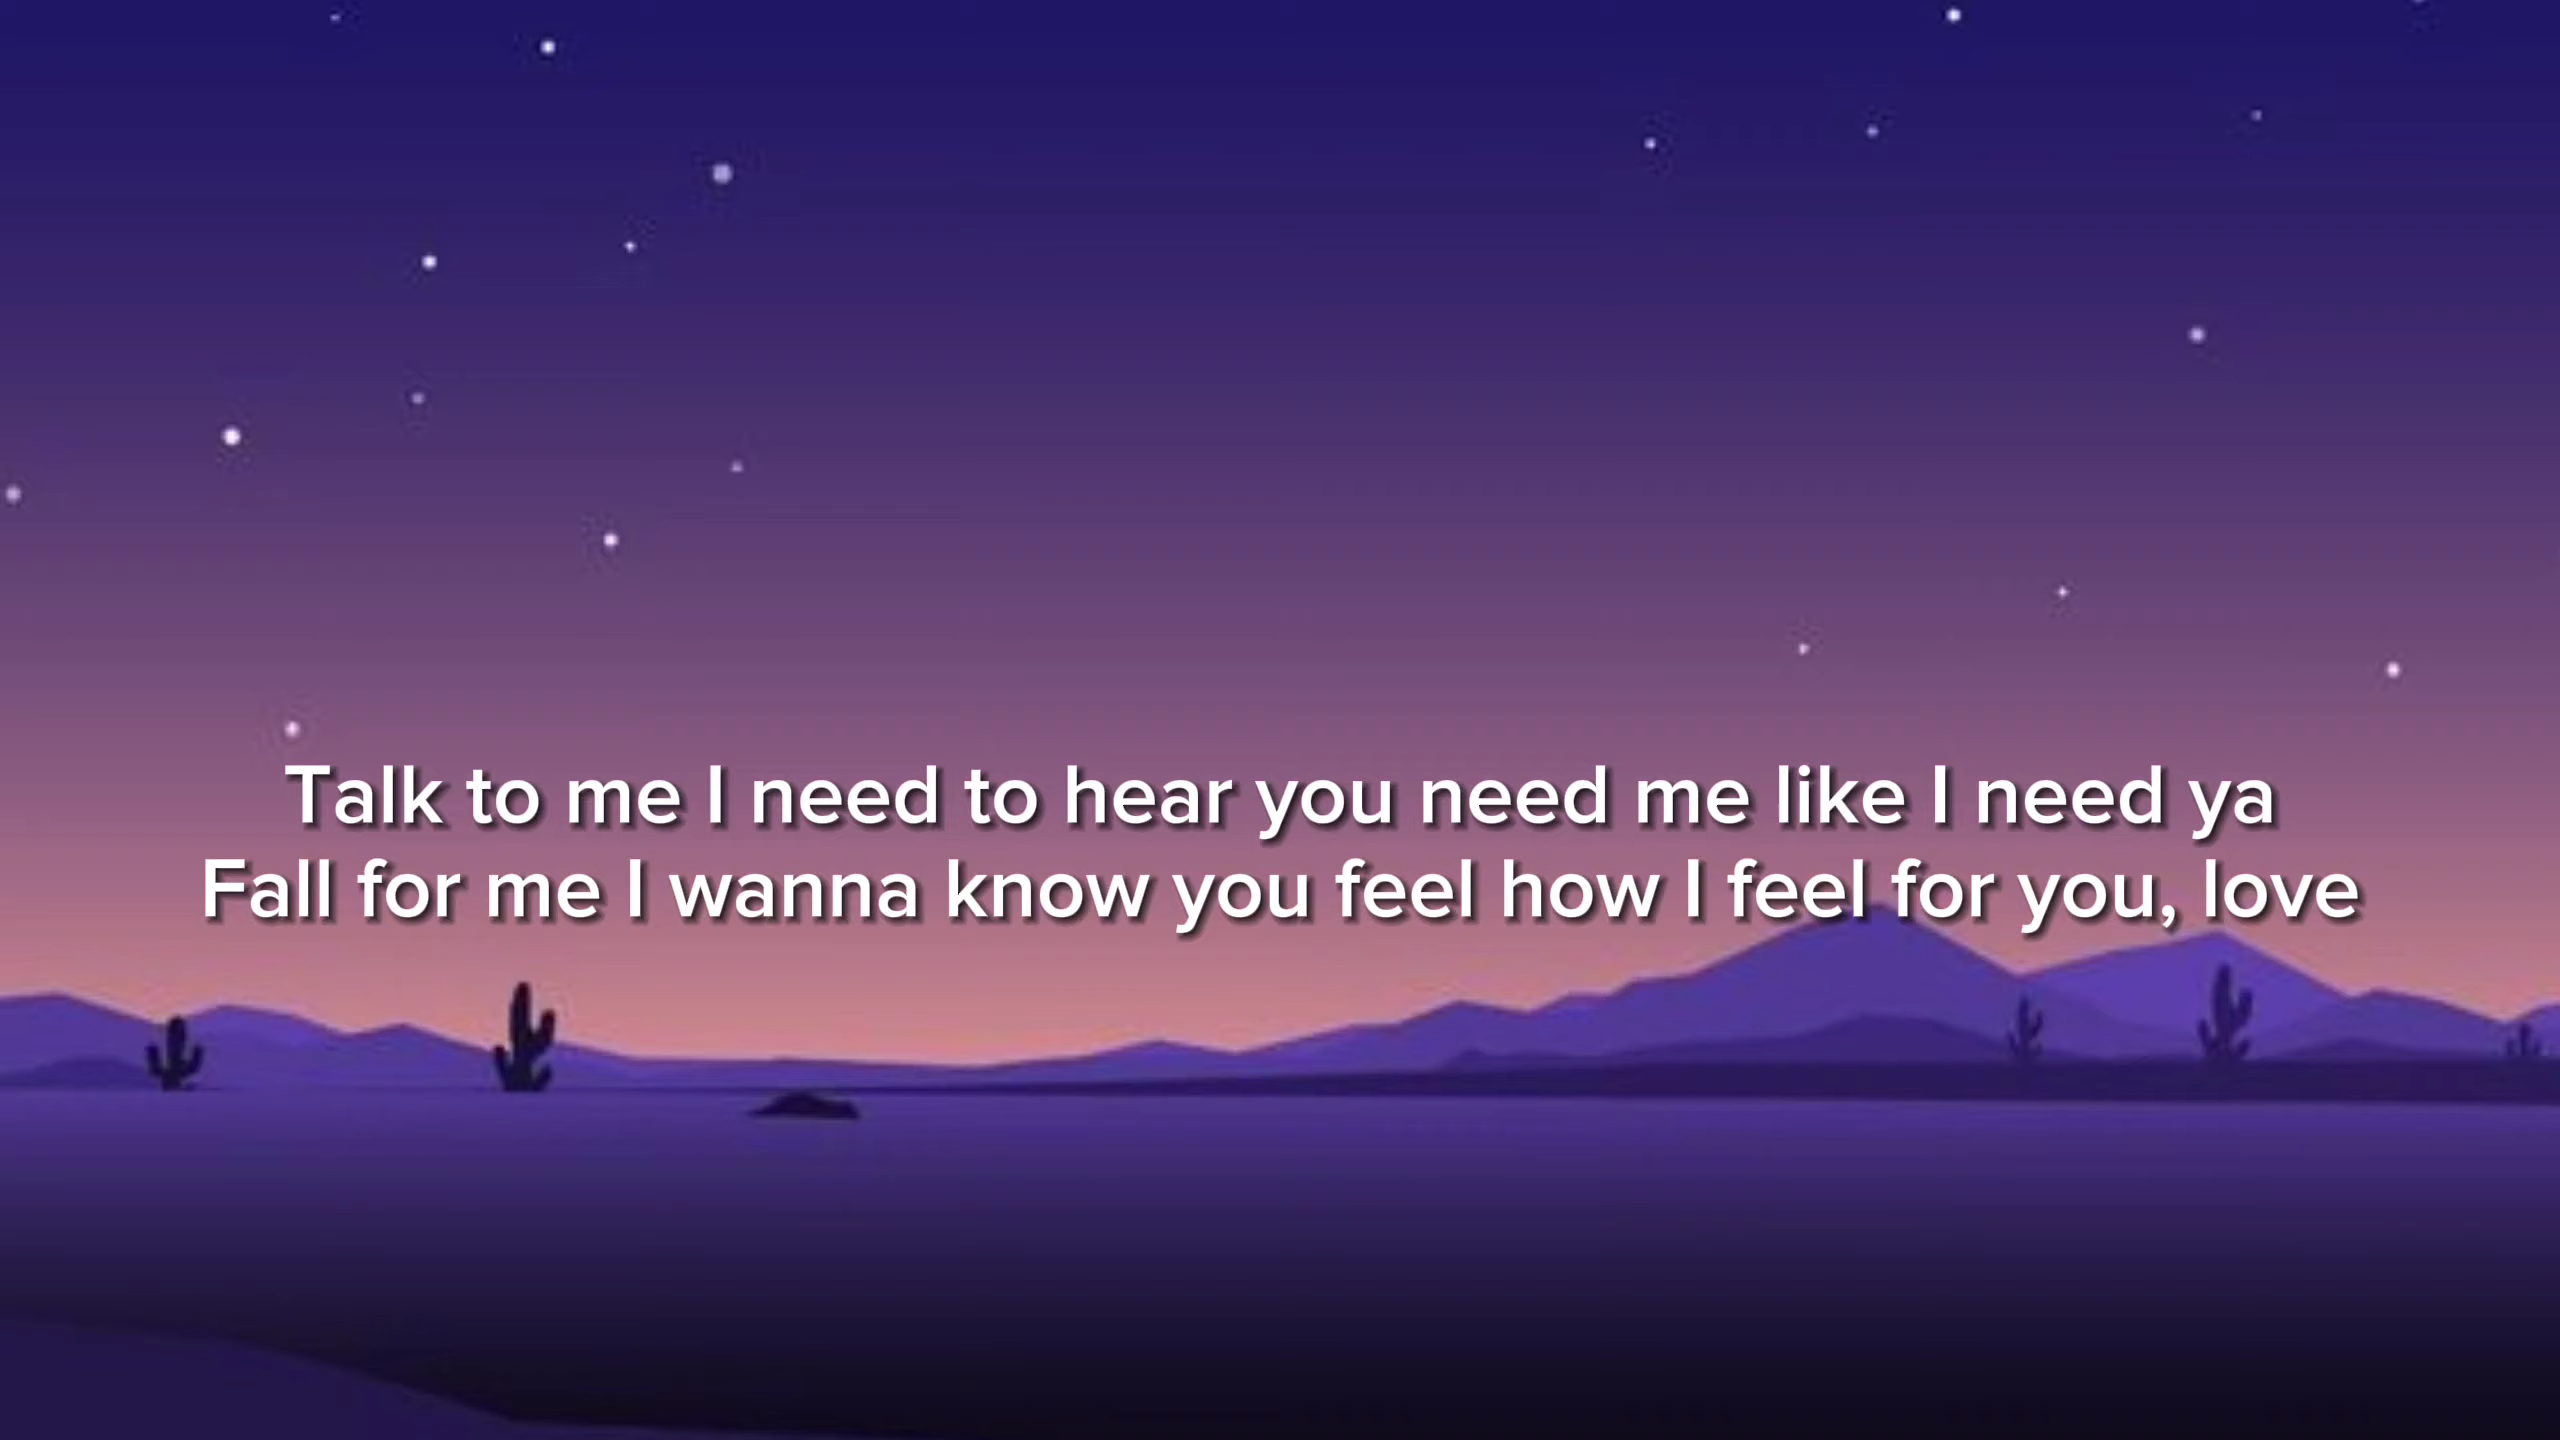 Talk to me I need to hear you need me like I need ya
Fall for me I wanna know you feel how I feel for you, love